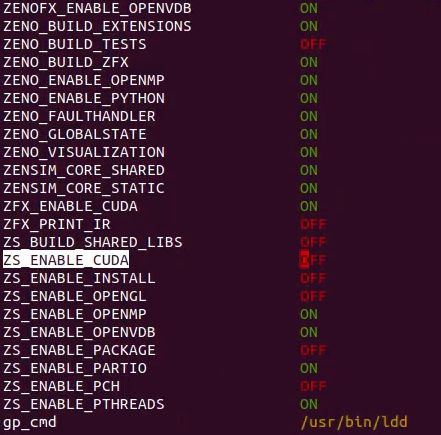 ZENOFX_ENABLE_OPENVDB ON
ZENO_BUILD_EXTENSIONS ON
ZENO_BUILD_TESTS OFF
ZENO_BUILD_ZFX ON
ZENO_ENABLE_OPENMP ON
ZENO_ENABLE_PYTHON ON
ZENO_FAULTHANDLER ON
ZENO_GLOBALSTATE ON
ZENO_VISUALIZATION ON
ZENSIM_CORE_SHARED ON
ZENSIM_CORE_STATIC ON
ZFX_ENABLE_CUDA ON
ZFX_PRINT_IR OFF
ZS_BUILD_SHARED_LIBS OFF
ZS_ENABLE_CUDA OFF
ZS_ENABLE_INSTALL OFF
ZS_ENABLE_OPENGL OFF
ZS_ENABLE_OPENMP ON
ZS_ENABLE_OPENVDB ON
ZS_ENABLE_PACKAGE OFF
ZS_ENABLE_PARTIO ON
ZS_ENABLE_PCH OFF
ZS_ENABLE_PTHREADS ON
gp_cmd /usr/bin/ldd